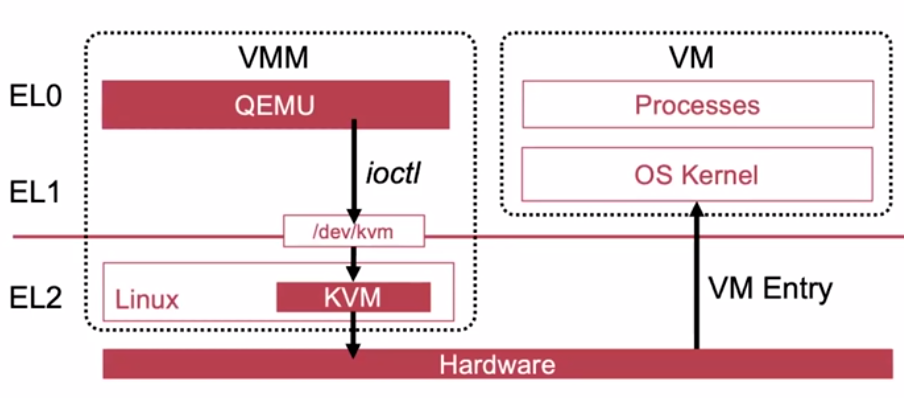 VMM
VM
EL0
QEMU
Processes
ioctl
EL1
OS Kernel
/dev/kvm
EL2
Linux
KVM
VM Entry
Hardware